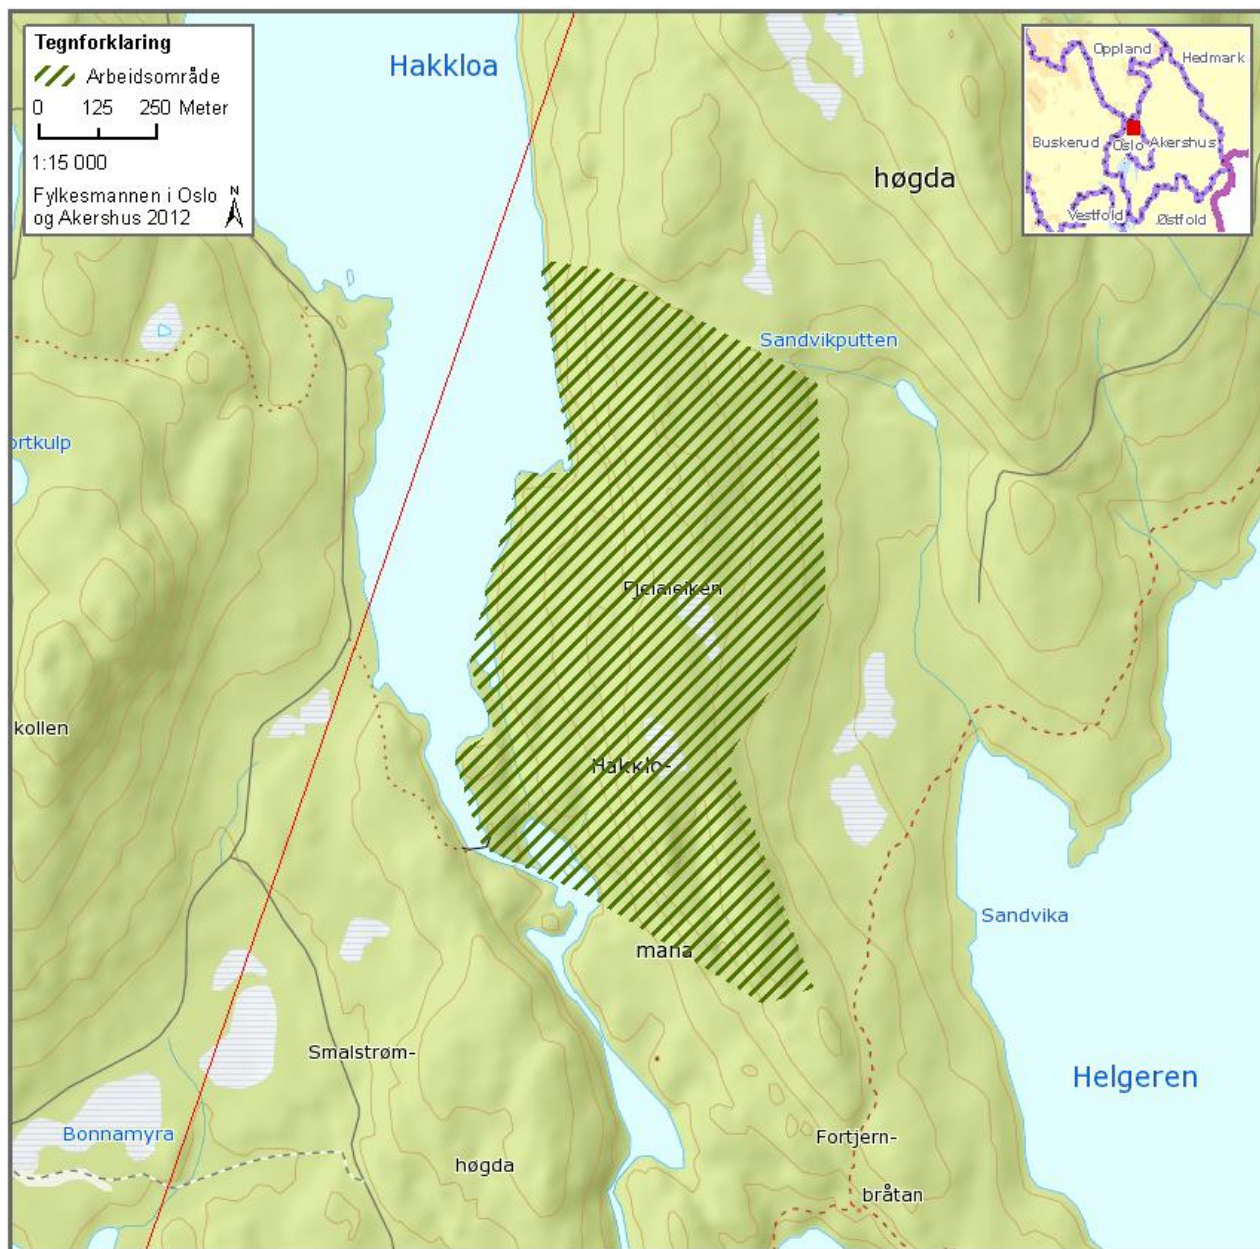 Tegnforklaring
Arbeidsområde
0 125 250 Meter
1:15 000
Fylkesmannen i Oslo
og Akershus 2012
N
Hakkloa
høgda
Oppland
Hedmark
Buskerud
Oslo
Akershus
Vestfold
Østfold
Sandvikputten
ortkulp
kollen
Hakklo-
Sandvika
mana
Smalstrøm-
Helgeren
Bonnamyra
høgda
Fortjern-
bråtan